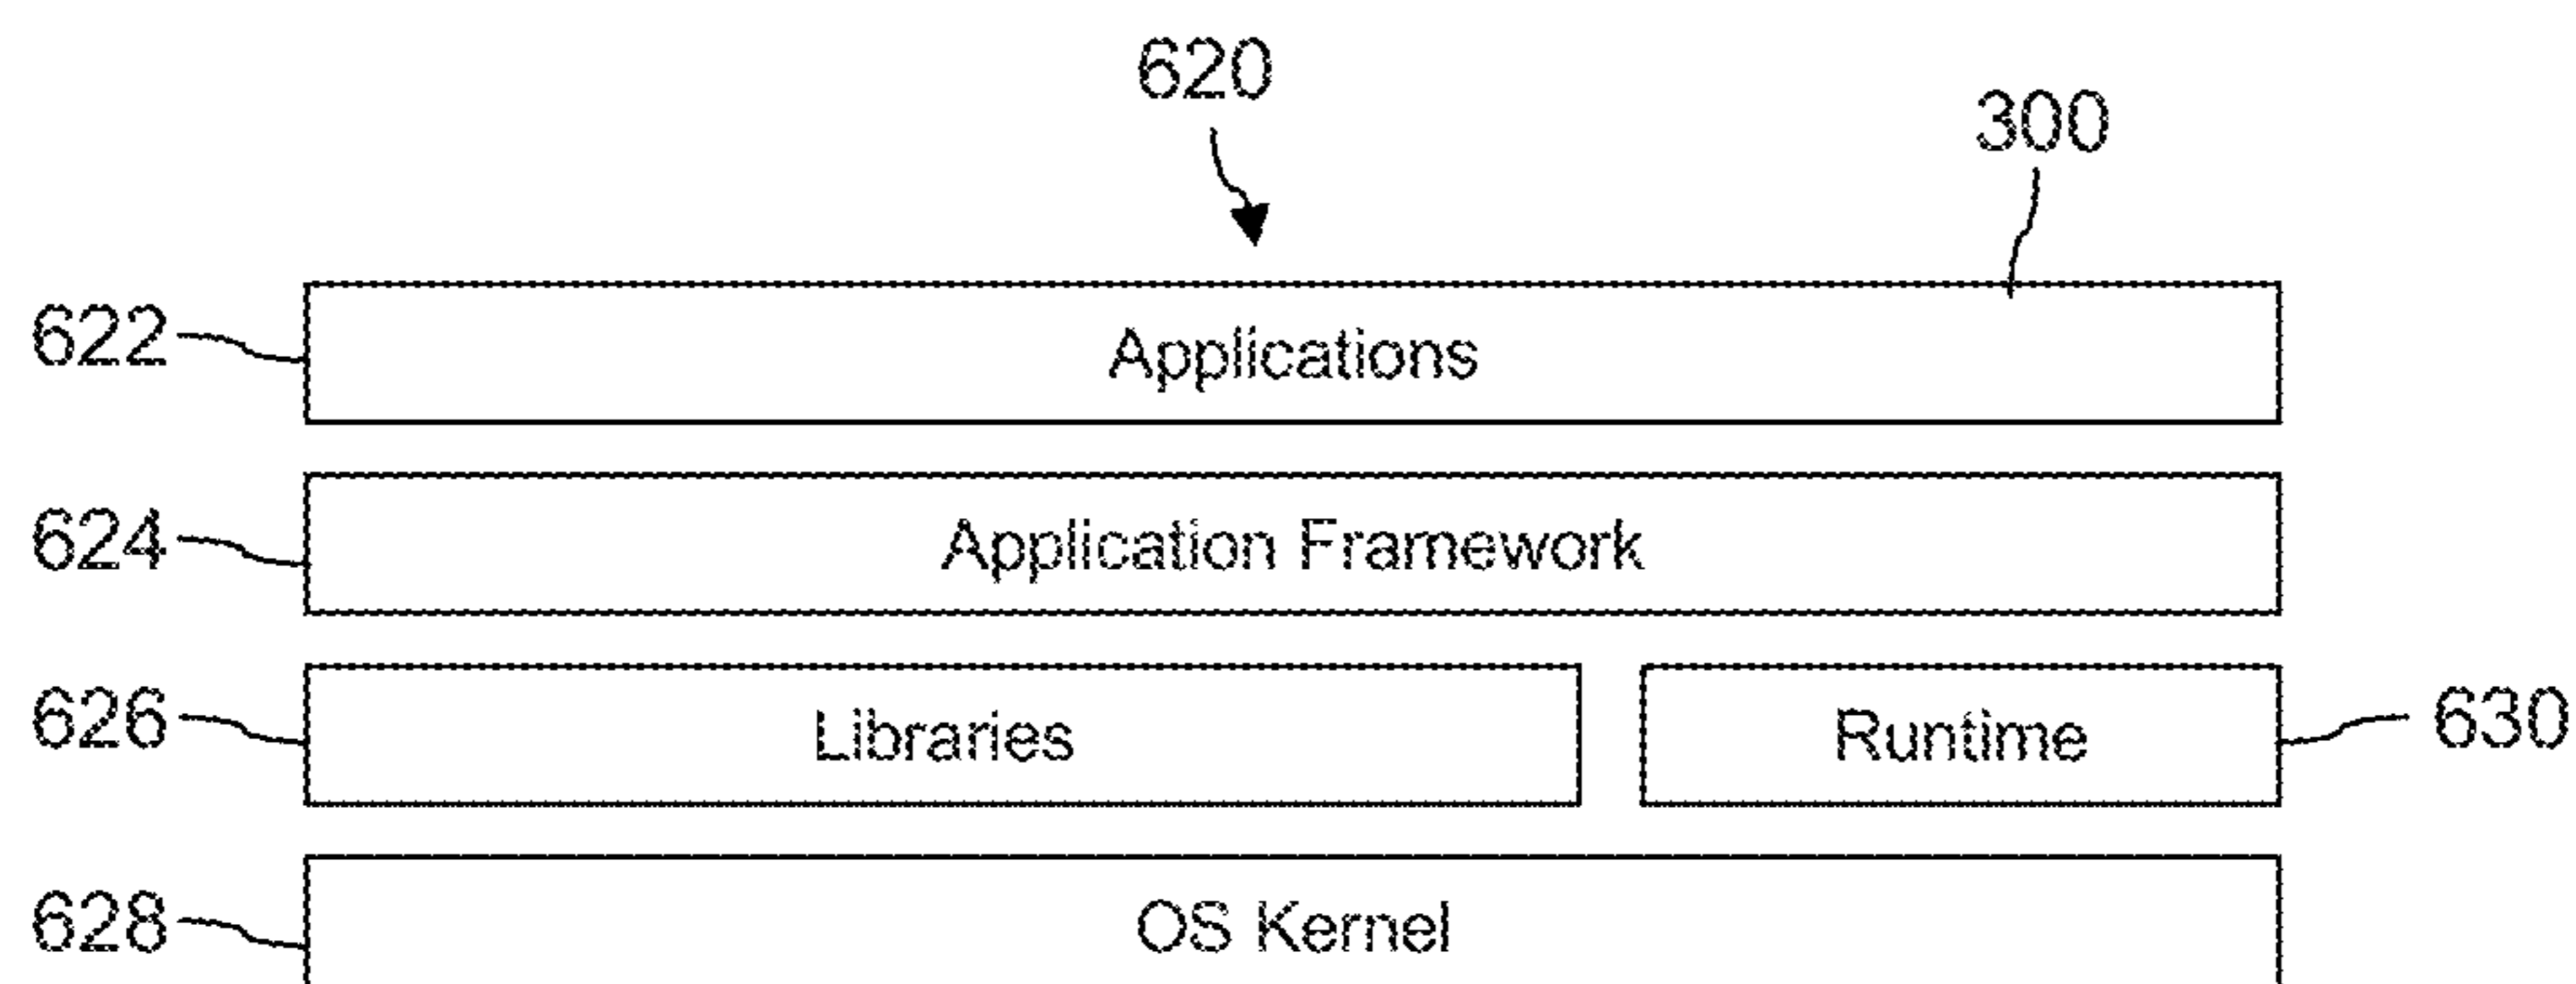 620
300
622 Applications
624 Application Framework
626 Libraries Runtime 630
628 OS Kernel